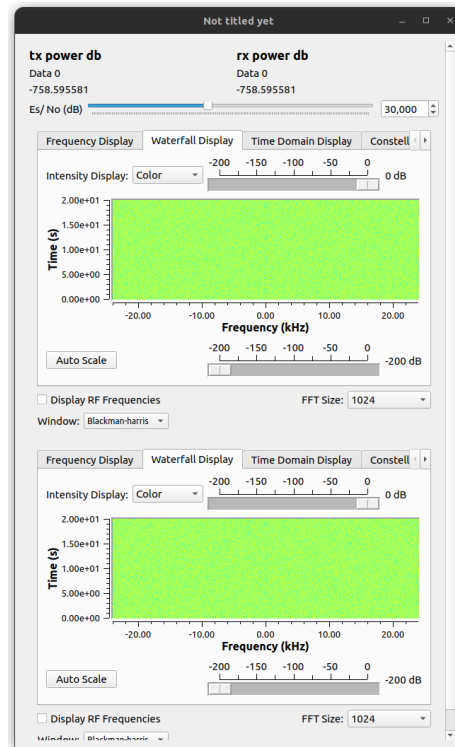 Not titled yet
tx power db rx power db
Data 0 Data 0
-758.595581 -758.595581
Es/ No (dB) 30,000
Frequency Display Waterfall Display Time Domain Display Constell
-200 -150 -100 -50 0
Intensity Display: Color 0 dB
2.00e+01
1.50e+01
1.00e+01
5.00e+00
0.00e+00
Time (s)
-20.00 -10.00 0.00 10.00 20.00
Frequency (kHz)
-200 -150 -100 -50 0
Auto Scale -200 dB
Display RF Frequencies FFT Size: 1024
Window: Blackman-harris
Frequency Display Waterfall Display Time Domain Display Constell
-200 -150 -100 -50 0
Intensity Display: Color 0 dB
2.00e+01
1.50e+01
1.00e+01
5.00e+00
0.00e+00
Time (s)
-20.00 -10.00 0.00 10.00 20.00
Frequency (kHz)
-200 -150 -100 -50 0
Auto Scale -200 dB
Display RF Frequencies FFT Size: 1024
Window: Blackman-harris